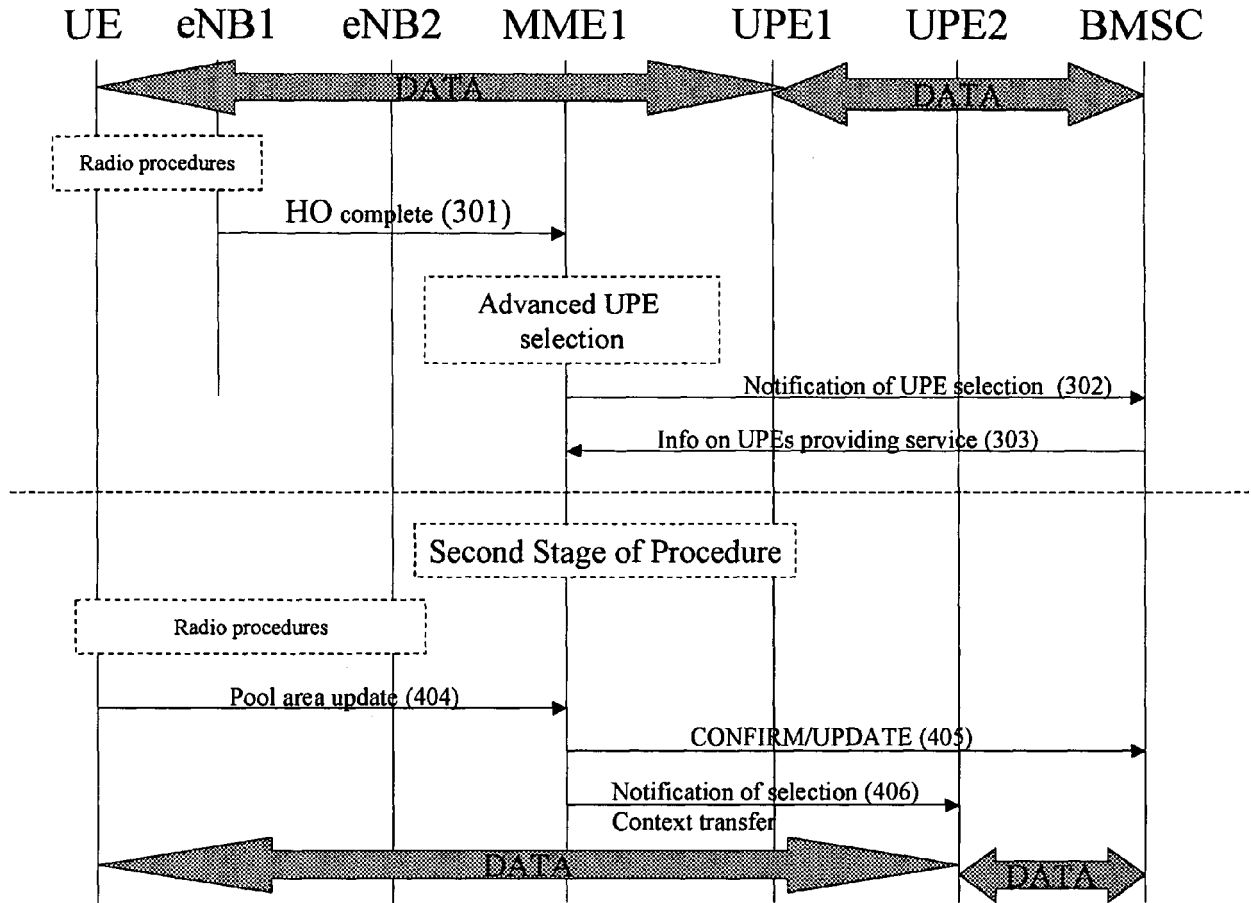 UE eNB1 eNB2 MME1 UPE1 UPE2 BMSC
DATA DATA
Radio procedures
HO complete (301)
Advanced UPE
selection
Notification of UPE selection (302)
Info on UPEs providing service (303)
Second Stage of Procedure
Radio procedures
Pool area update (404)
CONFIRM/UPDATE (405)
Notification of selection (406)
Context transfer
DATA DATA